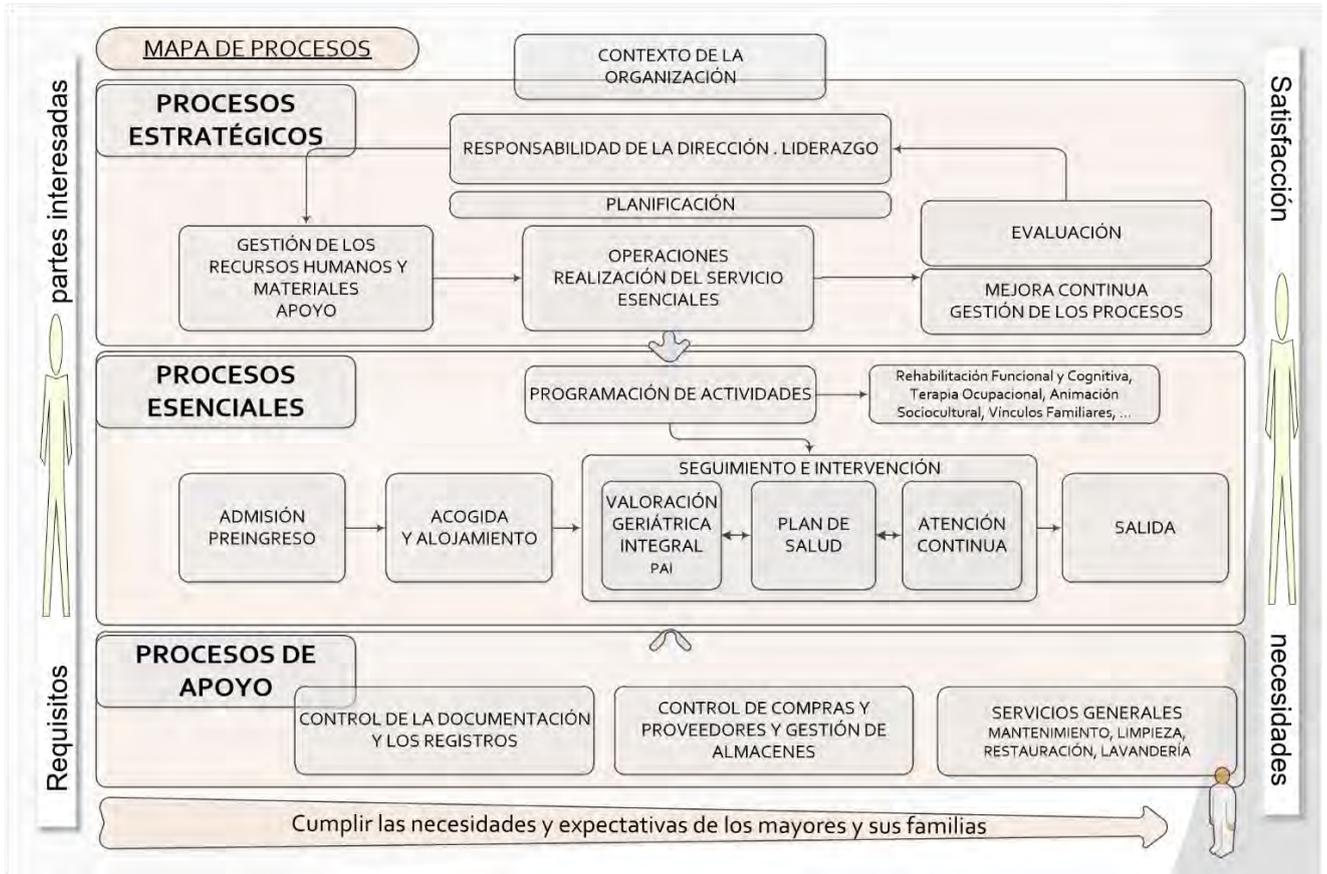 MAPA DE PROCESOS
CONTEXTO DE LA
ORGANIZACIÓN
PROCESOS
ESTRATÉGICOS
RESPONSABILIDAD DE LA DIRECCIÓN . LIDERAZGO
PLANIFICACIÓN
GESTIÓN DE LOS
RECURSOS HUMANOS Y
MATERIALES
APOYO
OPERACIONES
REALIZACIÓN DEL SERVICIO
ESENCIALES
EVALUACIÓN
MEJORA CONTINUA
GESTIÓN DE LOS PROCESOS
PROCESOS
ESENCIALES
PROGRAMACIÓN DE ACTIVIDADES
Rehabilitación Funcional y Cognitiva,
Terapia Ocupacional, Animación
Sociocultural, Vínculos Familiares, ...
ADMISIÓN
PREINGRESO
ACOGIDA
Y ALOJAMIENTO
SEGUIMIENTO E INTERVENCIÓN
VALORACIÓN
GERIÁTRICA
INTEGRAL
PAI
PLAN DE
SALUD
ATENCIÓN
CONTINUA
SALIDA
PROCESOS DE
APOYO
CONTROL DE LA DOCUMENTACIÓN
Y LOS REGISTROS
CONTROL DE COMPRAS Y
PROVEEDORES Y GESTIÓN DE
ALMACENES
SERVICIOS GENERALES
MANTENIMIENTO, LIMPIEZA,
RESTAURACIÓN, LAVANDERÍA
Cumplir las necesidades y expectativas de los mayores y sus familias
Requisitos partes interesadas
Satisfacción necesidades